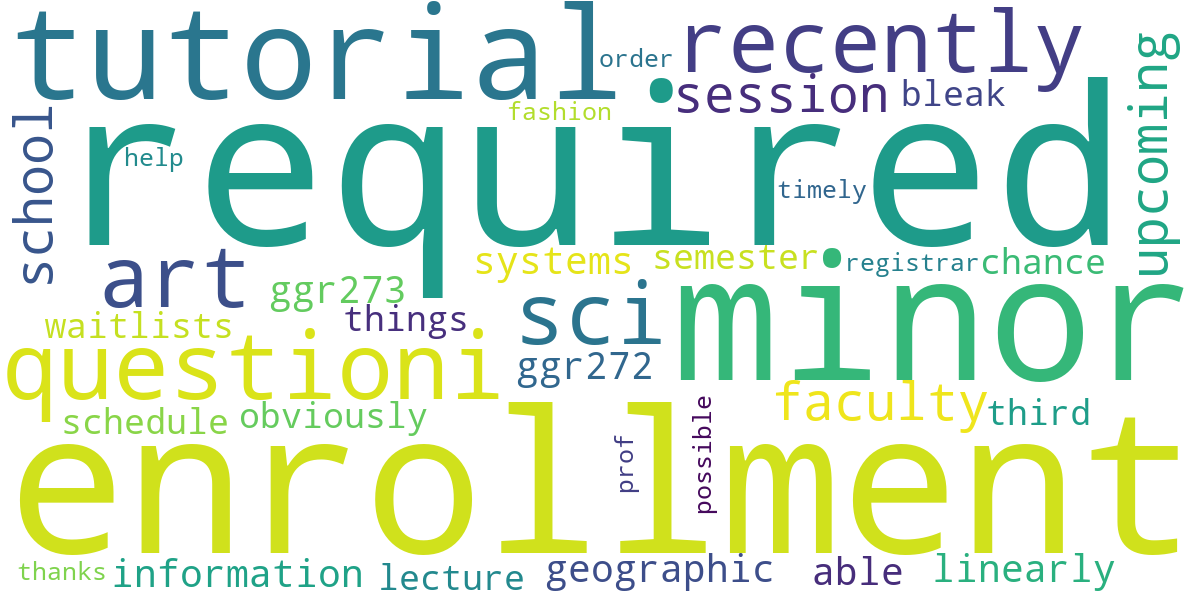 tutorial
order
recently
session
bleak
upcoming
fashion
school
required
help
timely
art
systems
semester
registrar
chance
ggr273
things
sci
minor
waitlists
questioni
ggr272
faculty
third
schedule
obviously
possible
prof
enrollment
thanks
information
lecture
geographic
able
linearly